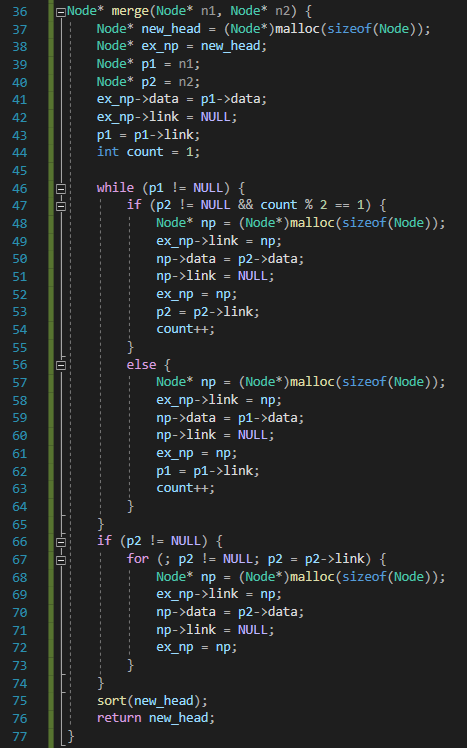 36 Node* merge(Node* n1, Node* n2) {
37     Node* new_head = (Node*)malloc(sizeof(Node));
38     Node* ex_np = new_head;
39     Node* p1 = n1;
40     Node* p2 = n2;
41     ex_np->data = p1->data;
42     ex_np->link = NULL;
43     p1 = p1->link;
44     int count = 1;
45
46     while (p1 != NULL) {
47         if (p2 != NULL && count % 2 == 1) {
48             Node* np = (Node*)malloc(sizeof(Node));
49             ex_np->link = np;
50             np->data = p2->data;
51             np->link = NULL;
52             ex_np = np;
53             p2 = p2->link;
54             count++;
55         }
56         else {
57             Node* np = (Node*)malloc(sizeof(Node));
58             ex_np->link = np;
59             np->data = p1->data;
60             np->link = NULL;
61             ex_np = np;
62             p1 = p1->link;
63             count++;
64         }
65     }
66     if (p2 != NULL) {
67         for (; p2 != NULL; p2 = p2->link) {
68             Node* np = (Node*)malloc(sizeof(Node));
69             ex_np->link = np;
70             np->data = p2->data;
71             np->link = NULL;
72             ex_np = np;
73         }
74     }
75     sort(new_head);
76     return new_head;
77 }